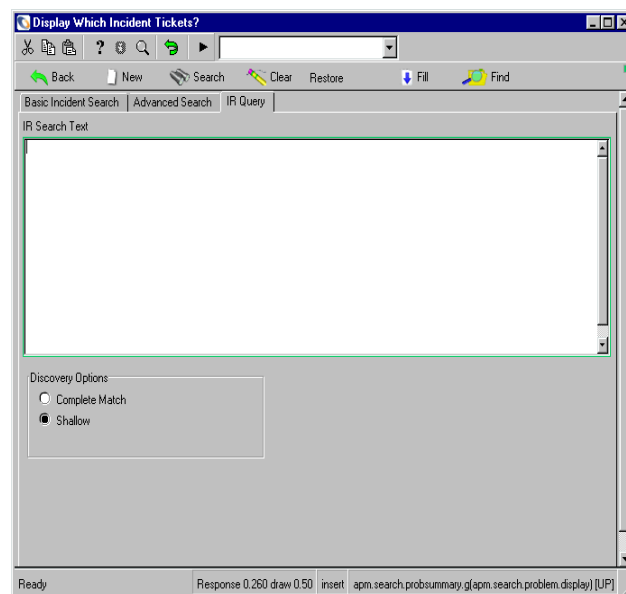 Display Which Incident Tickets?
Back New Search Clear Restore Fill Find
Basic Incident Search Advanced Search IR Query
IR Search Text
Discovery Options
Complete Match
Shallow
Ready Response 0.260 draw 0.50 insert apm.search.probsummary.g(apm.search.problem.display) [UP]